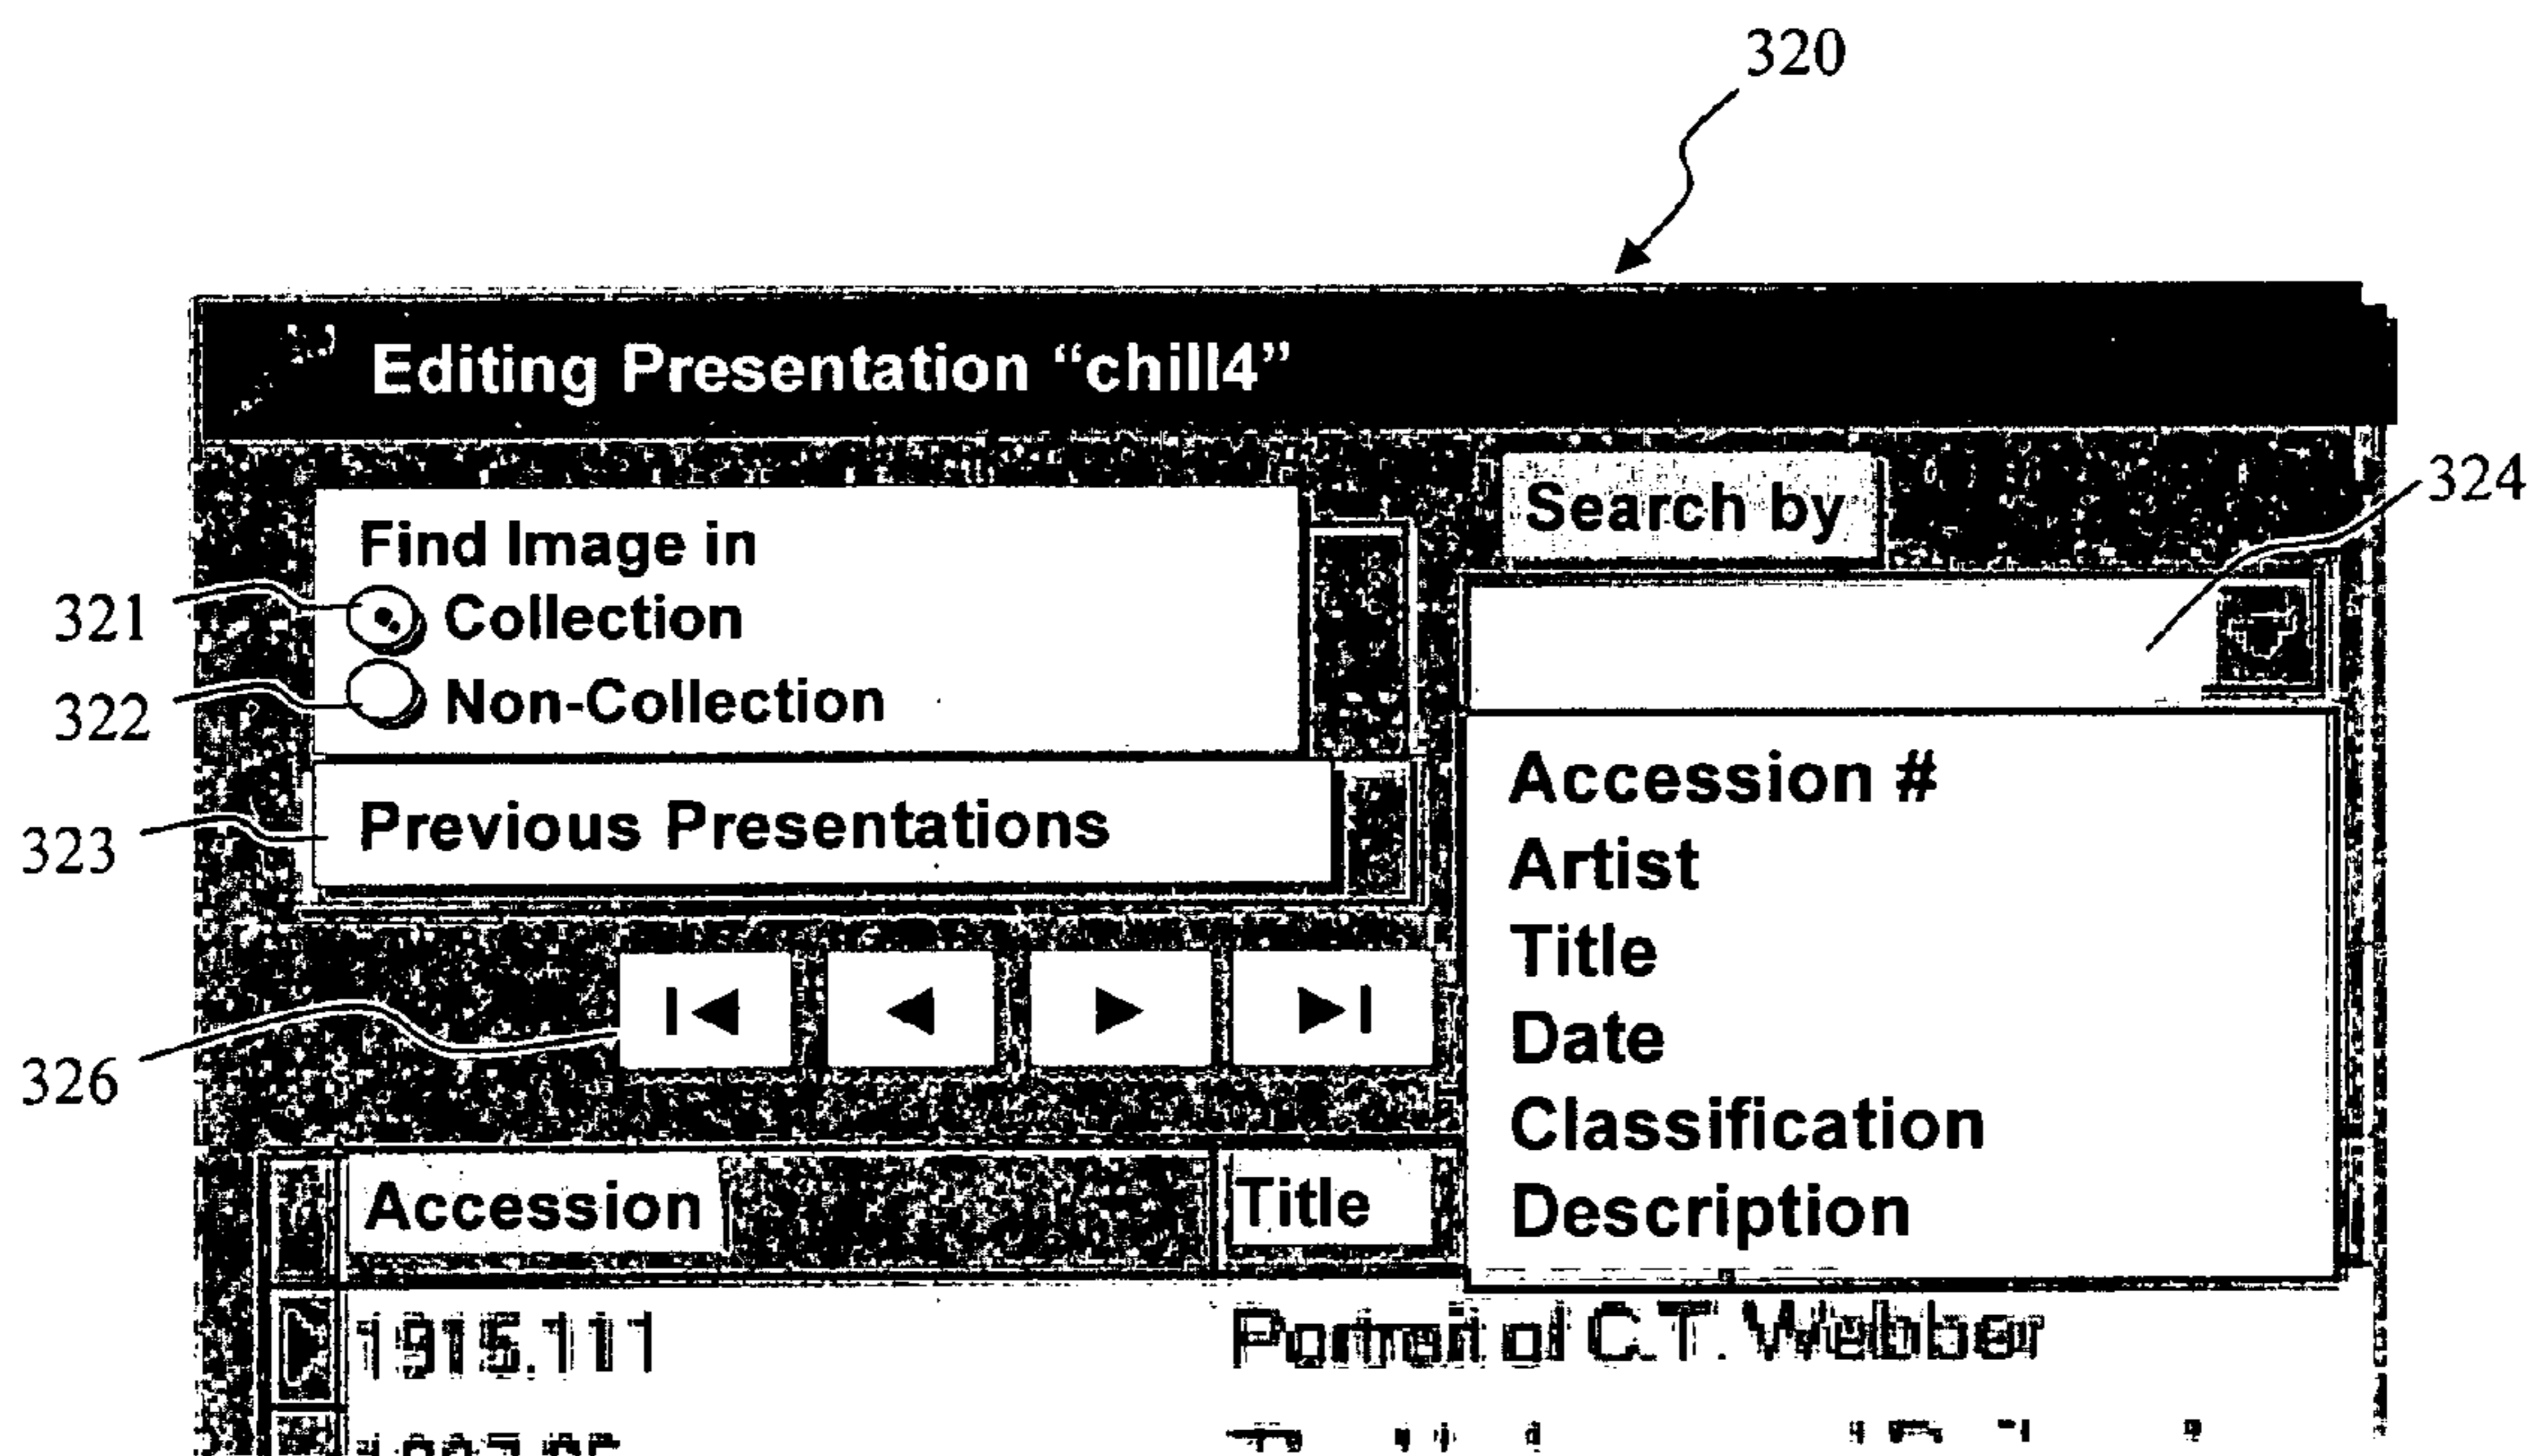 320
Editing Presentation “chill4”
324
Search by
Find Image in
321
Collection
322
Non-Collection
323
Previous Presentations
Accession #
Artist
Title
Date
Classification
Description
326
Accession
Title
1915.111
Portrait of C.T. Webber